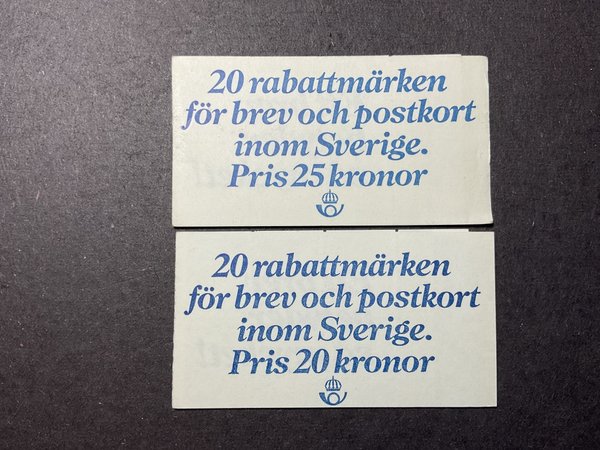 20 rabattmärken
för brev och postkort
inom Sverige.
Pris 25 kronor
20 rabattmärken
för brev och postkort
inom Sverige.
Pris 20 kronor